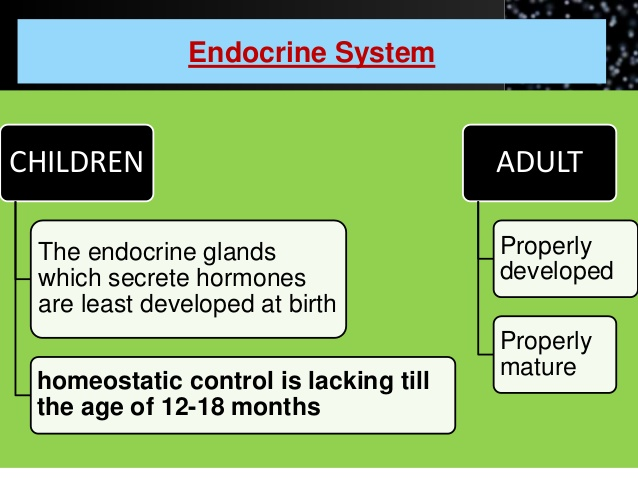 Endocrine System
CHILDREN
The endocrine glands
which secrete hormones
are least developed at birth
homeostatic control is lacking till
the age of 12-18 months
ADULT
Properly
developed
Properly
mature